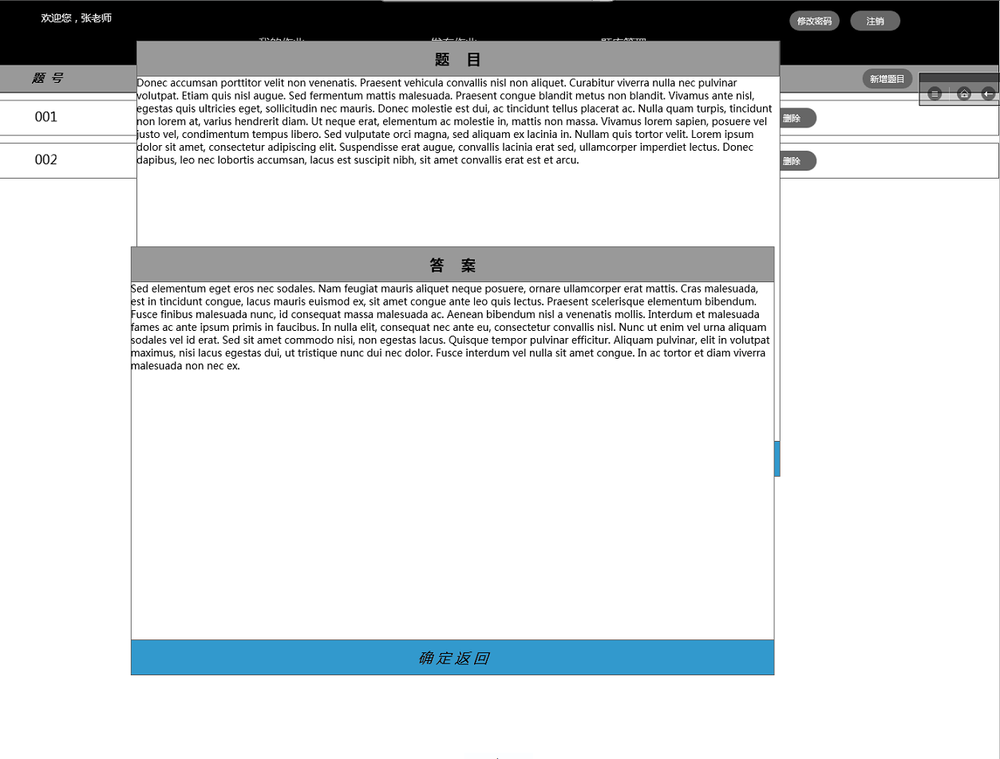 欢迎您，张老师
修改密码
注销
我的作业
发布作业
题库管理
题 目
题 号
新增题目
Donec accumsan porttitor velit non venenatis. Praesent vehicula convallis nisl non aliquet. Curabitur viverra nulla nec pulvinar
volutpat. Etiam quis nisl augue. Sed fermentum mattis malesuada. Praesent congue blandit metus non blandit. Vivamus ante nisl,
egestas quis ultricies eget, sollicitudin nec mauris. Donec molestie est dui, ac tincidunt tellus placerat ac. Nulla quam turpis, tincidunt
non lorem at, varius hendrerit diam. Ut neque erat, elementum ac molestie in, mattis non massa. Vivamus lorem sapien, posuere vel
justo vel, condimentum tempus libero. Sed vulputate orci magna, sed aliquam ex lacinia in. Nullam quis tortor velit. Lorem ipsum
dolor sit amet, consectetur adipiscing elit. Suspendisse erat augue, convallis lacinia erat sed, ullamcorper imperdiet lectus. Donec
dapibus, leo nec lobortis accumsan, lacus est suscipit nibh, sit amet convallis erat est et arcu.
001
删除
002
删除
答 案
Sed elementum eget eros nec sodales. Nam feugiat mauris aliquet neque posuere, ornare ullamcorper erat mattis. Cras malesuada,
est in tincidunt congue, lacus mauris euismod ex, sit amet congue ante leo quis lectus. Praesent scelerisque elementum bibendum.
Fusce finibus malesuada nunc, id consequat massa malesuada ac. Aenean bibendum nisl a venenatis mollis. Interdum et malesuada
fames ac ante ipsum primis in faucibus. In nulla elit, consequat nec ante eu, consectetur convallis nisl. Nunc ut enim vel urna aliquam
sodales vel id erat. Sed sit amet commodo nisi, non egestas lacus. Quisque tempor pulvinar efficitur. Aliquam pulvinar, elit in volutpat
maximus, nisi lacus egestas dui, ut tristique nunc dui nec dolor. Fusce interdum vel nulla sit amet congue. In ac tortor et diam viverra
malesuada non nec ex.
确定返回